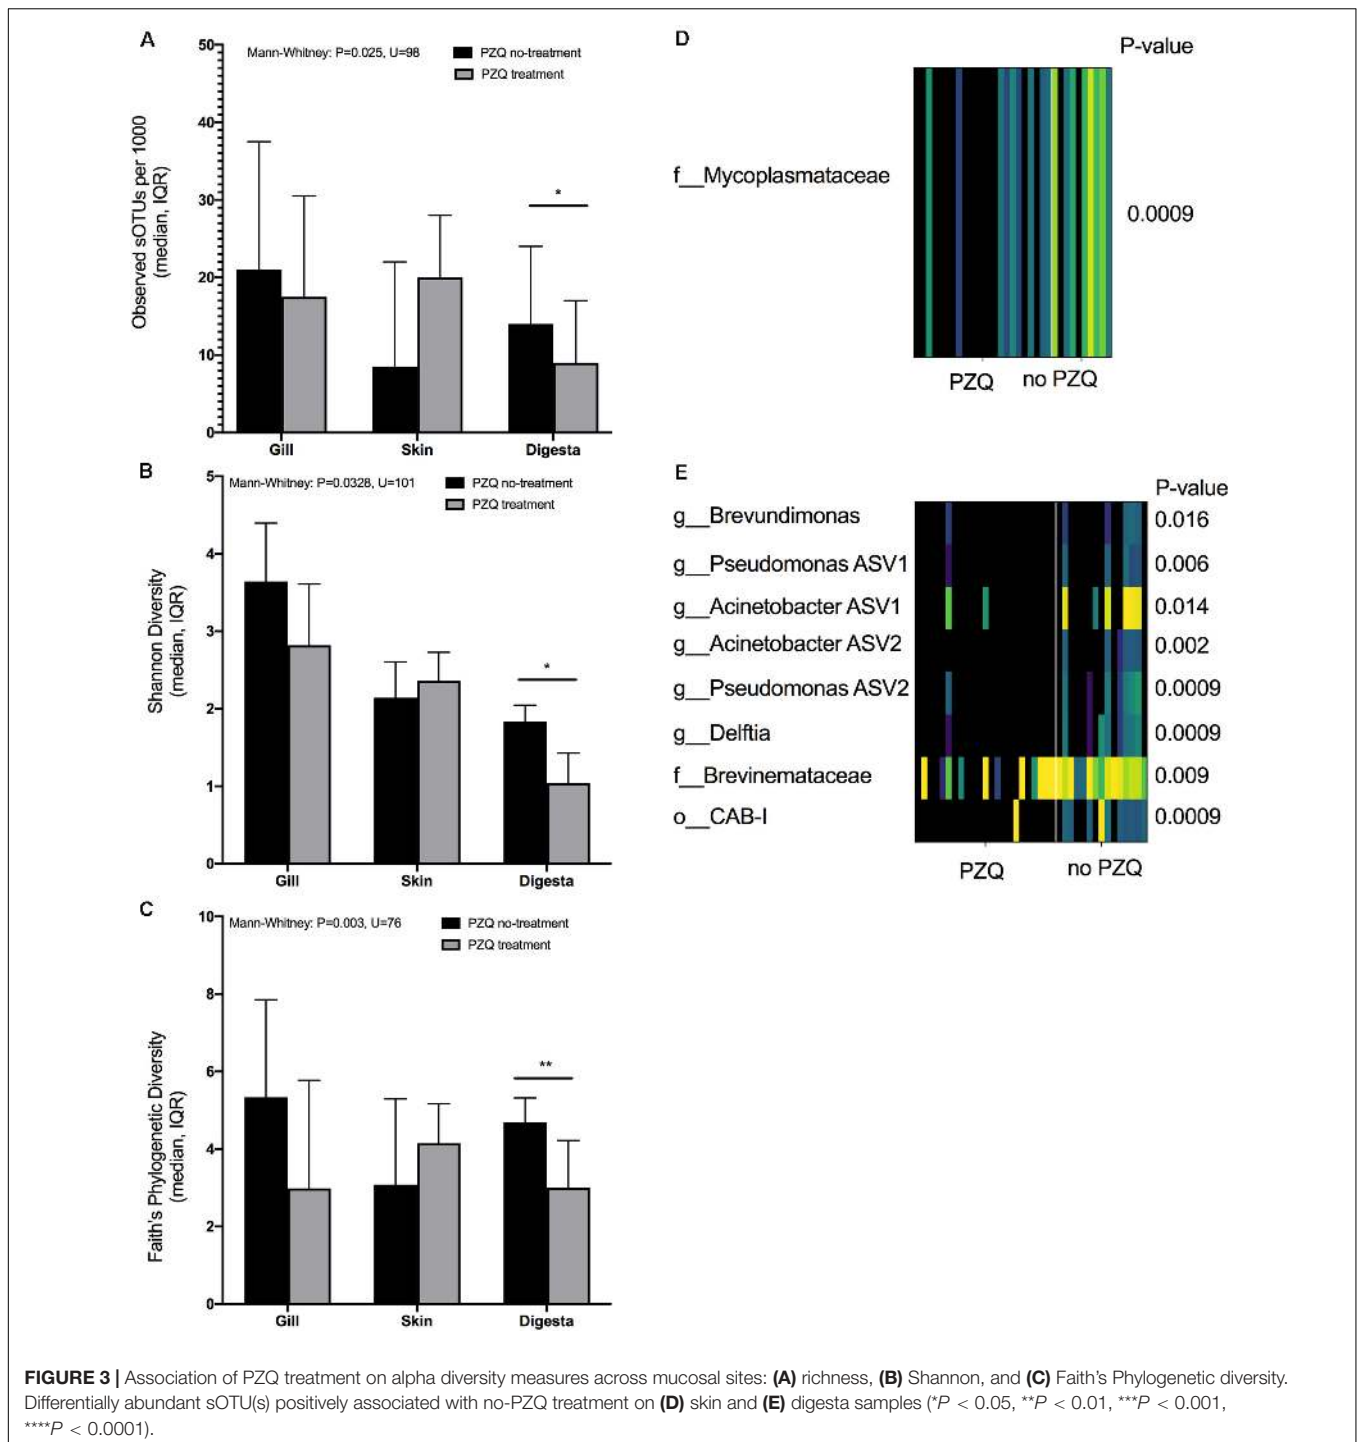 A
Mann-Whitney: P=0.025, U=98
PZQ no-treatment
PZQ treatment
Observed sOTUs per 1000
(median, IQR)
50
40
30
20
10
0
*
Gill Skin Digesta
B
Mann-Whitney: P=0.0328, U=101
PZQ no-treatment
PZQ treatment
Shannon Diversity
(median, IQR)
5
4
3
2
1
0
*
Gill Skin Digesta
C
Mann-Whitney: P=0.003, U=76
PZQ no-treatment
PZQ treatment
Faith's Phylogenetic Diversity
(median, IQR)
10
8
6
4
2
0
**
Gill Skin Digesta
D
P-value
f__Mycoplasmataceae
0.0009
PZQ no PZQ
E
P-value
g__Brevundimonas 0.016
g__Pseudomonas ASV1 0.006
g__Acinetobacter ASV1 0.014
g__Acinetobacter ASV2 0.002
g__Pseudomonas ASV2 0.0009
g__Delftia 0.0009
f__Brevinemataceae 0.009
o__CAB-I 0.0009
PZQ no PZQ
FIGURE 3 | Association of PZQ treatment on alpha diversity measures across mucosal sites: (A) richness, (B) Shannon, and (C) Faith's Phylogenetic diversity.
Differentially abundant sOTU(s) positively associated with no-PZQ treatment on (D) skin and (E) digesta samples (*P < 0.05, **P < 0.01, ***P < 0.001,
****P < 0.0001).